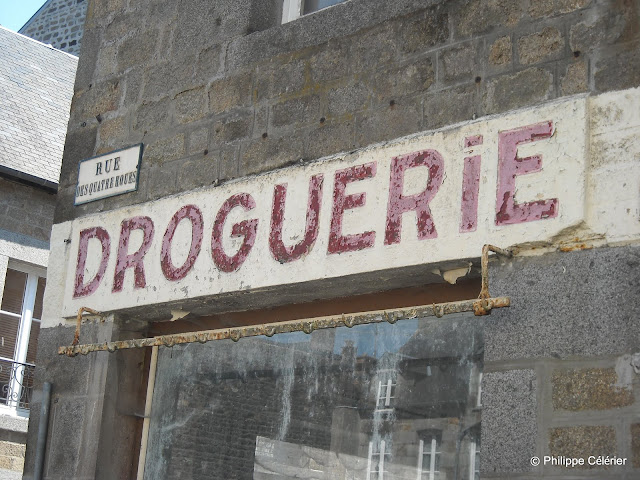 RUE
DES QUATRE ROUES
DROGUERiE
© Philippe Célérier